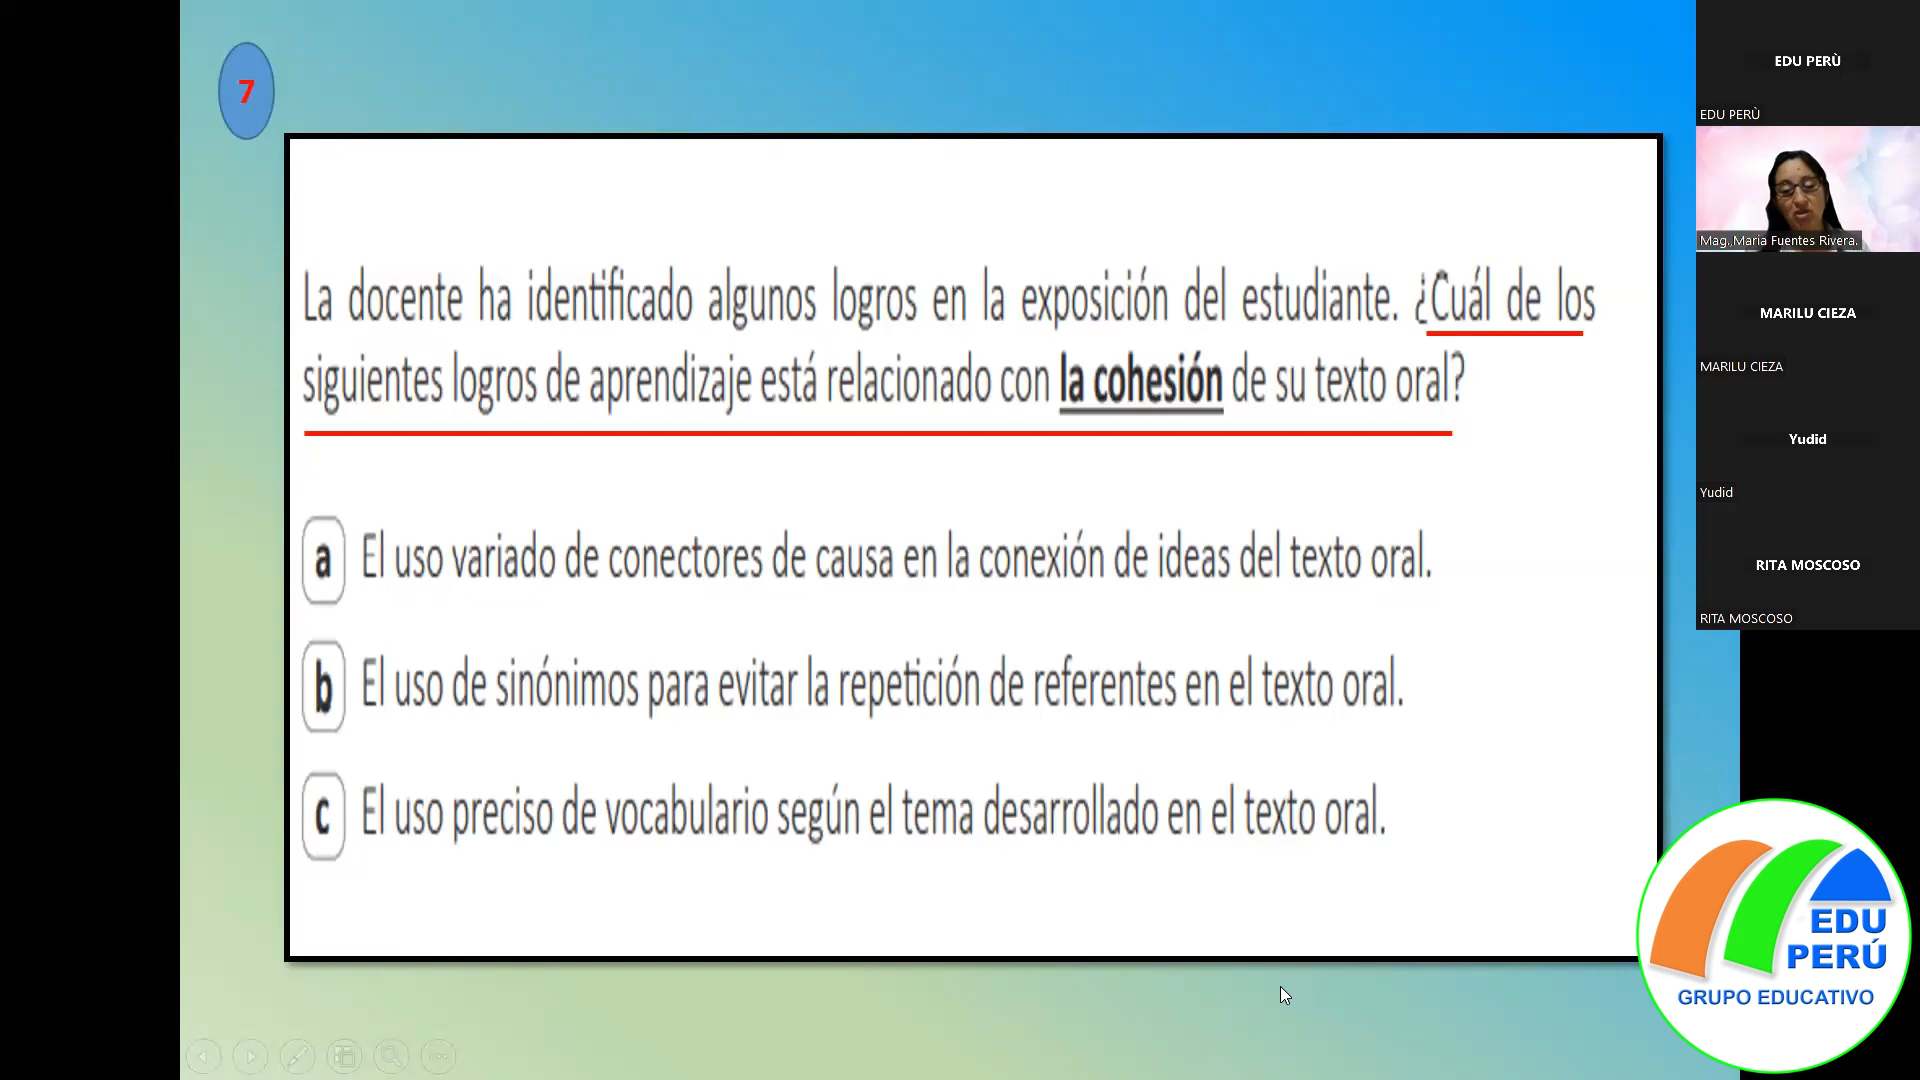 7
La docente ha identificado algunos logros en la exposición del estudiante. ¿Cuál de los
siguientes logros de aprendizaje está relacionado con la cohesión de su texto oral?
a El uso variado de conectores de causa en la conexión de ideas del texto oral.
b El uso de sinónimos para evitar la repetición de referentes en el texto oral.
c El uso preciso de vocabulario según el tema desarrollado en el texto oral.
EDU PERÙ
EDU PERÙ
Mag. Maria Fuentes Rivera.
MARILU CIEZA
MARILU CIEZA
Yudid
Yudid
RITA MOSCOSO
RITA MOSCOSO
EDU
PERÚ
GRUPO EDUCATIVO